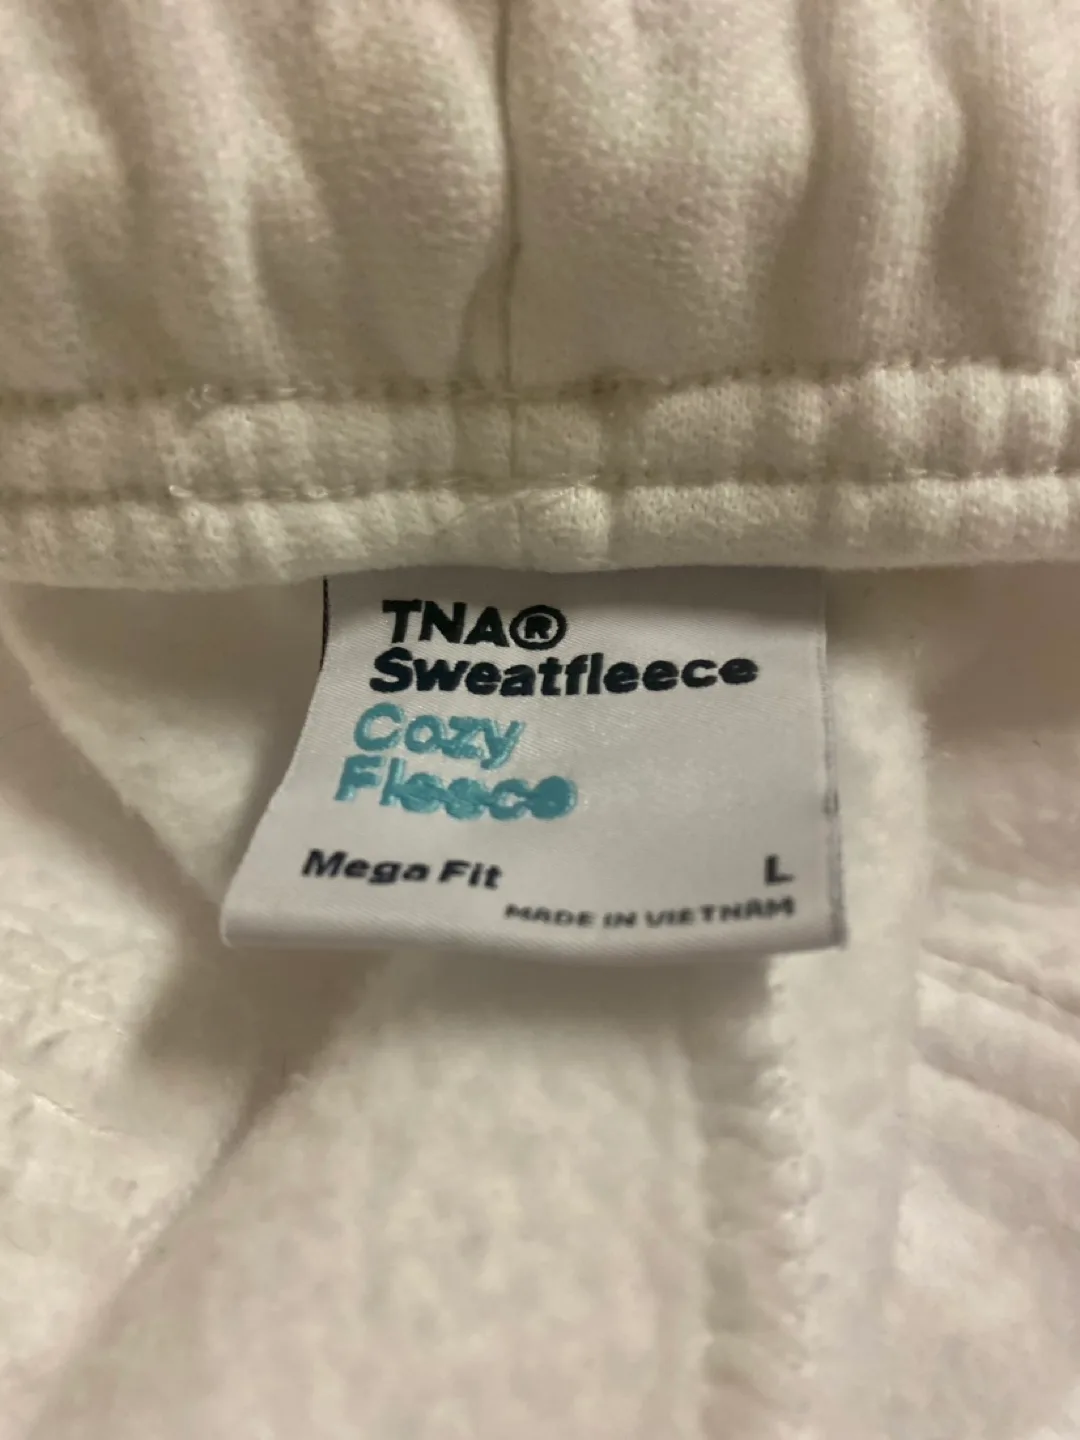 TNA®
Sweatfleece
Cozy
Fleece
Mega Fit
L
MADE IN VIETNAM